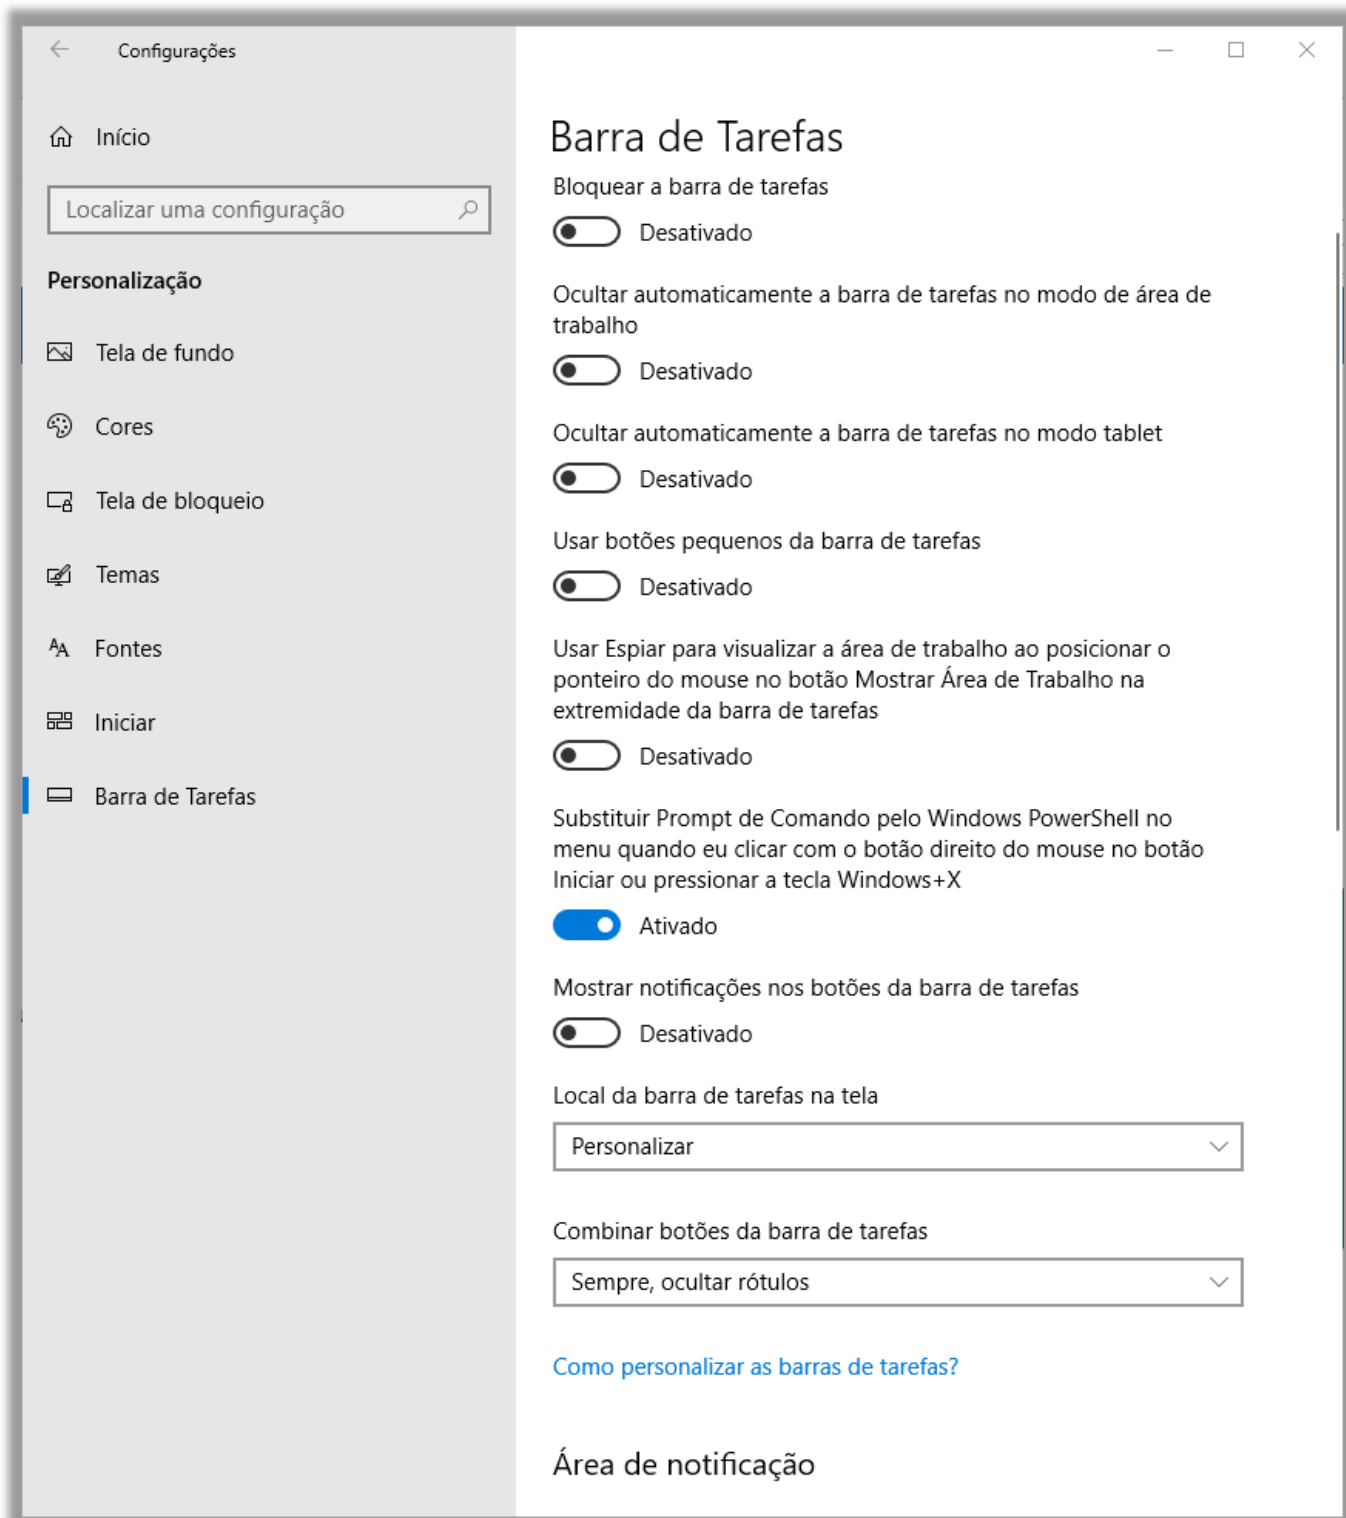 Configurações
Início
Localizar uma configuração
Personalização
Tela de fundo
Cores
Tela de bloqueio
Temas
Fontes
Iniciar
Barra de Tarefas
Barra de Tarefas
Bloquear a barra de tarefas
Desativado
Ocultar automaticamente a barra de tarefas no modo de área de
trabalho
Desativado
Ocultar automaticamente a barra de tarefas no modo tablet
Desativado
Usar botões pequenos da barra de tarefas
Desativado
Usar Espiar para visualizar a área de trabalho ao posicionar o
ponteiro do mouse no botão Mostrar Área de Trabalho na
extremidade da barra de tarefas
Desativado
Substituir Prompt de Comando pelo Windows PowerShell no
menu quando eu clicar com o botão direito do mouse no botão
Iniciar ou pressionar a tecla Windows+X
Ativado
Mostrar notificações nos botões da barra de tarefas
Desativado
Local da barra de tarefas na tela
Personalizar
Combinar botões da barra de tarefas
Sempre, ocultar rótulos
Como personalizar as barras de tarefas?
Área de notificação